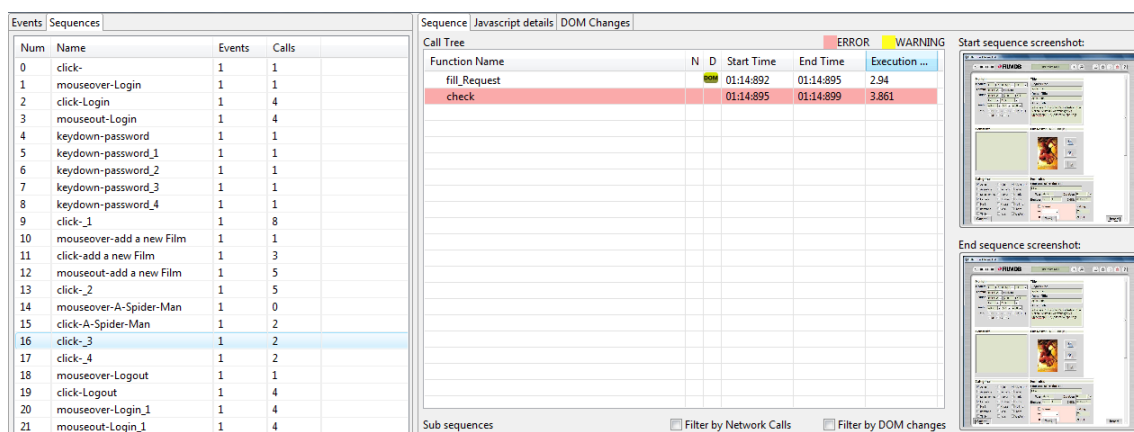 Events Sequences
Num Name Events Calls
0 click- 1 1
1 mouseover-Login 1 1
2 click-Login 1 4
3 mouseout-Login 1 4
4 keydown-password 1 1
5 keydown-password_1 1 1
6 keydown-password_2 1 1
7 keydown-password_3 1 1
8 keydown-password_4 1 1
9 click-_1 1 8
10 mouseover-add a new Film 1 1
11 click-add a new Film 1 3
12 mouseout-add a new Film 1 5
13 click-_2 1 5
14 mouseover-A-Spider-Man 1 0
15 click-A-Spider-Man 1 2
16 click-_3 1 2
17 click-_4 1 2
18 mouseover-Logout 1 1
19 click-Logout 1 4
20 mouseover-Login_1 1 4
21 mouseout-Login_1 1 4
Sequence Javascript details DOM Changes
Call Tree ERROR WARNING
Function Name N D Start Time End Time Execution ...
fill_Request DOM 01:14:892 01:14:895 2.94
check 01:14:895 01:14:899 3.861
Sub sequences Filter by Network Calls Filter by DOM changes
Start sequence screenshot:
FILMDB
End sequence screenshot:
FILMDB